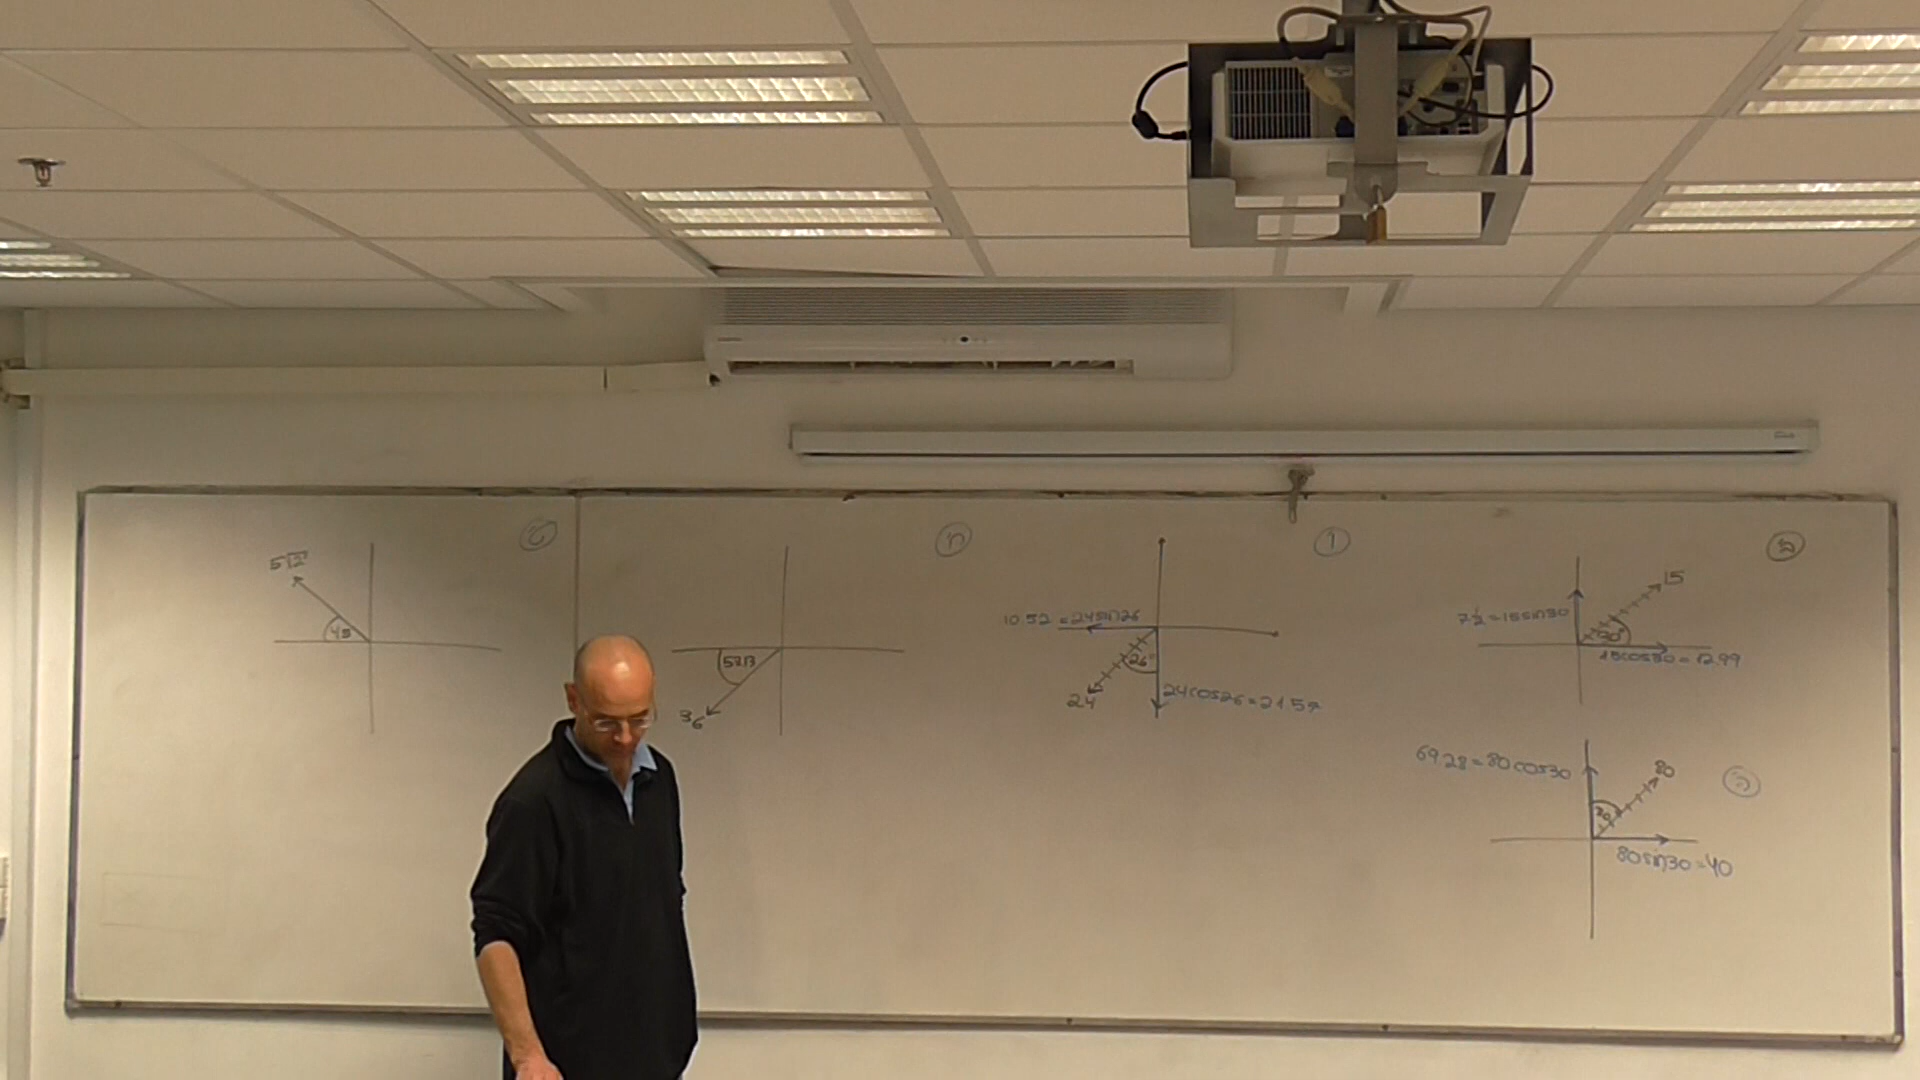 15
7½=15sin30
30°
15cos30=12.99
80
69.28=80cos30
30
80sin30=40
ו
10.52=24sin26
26°
24
24cos26=21.57
ח
53.13
36
5√2
45